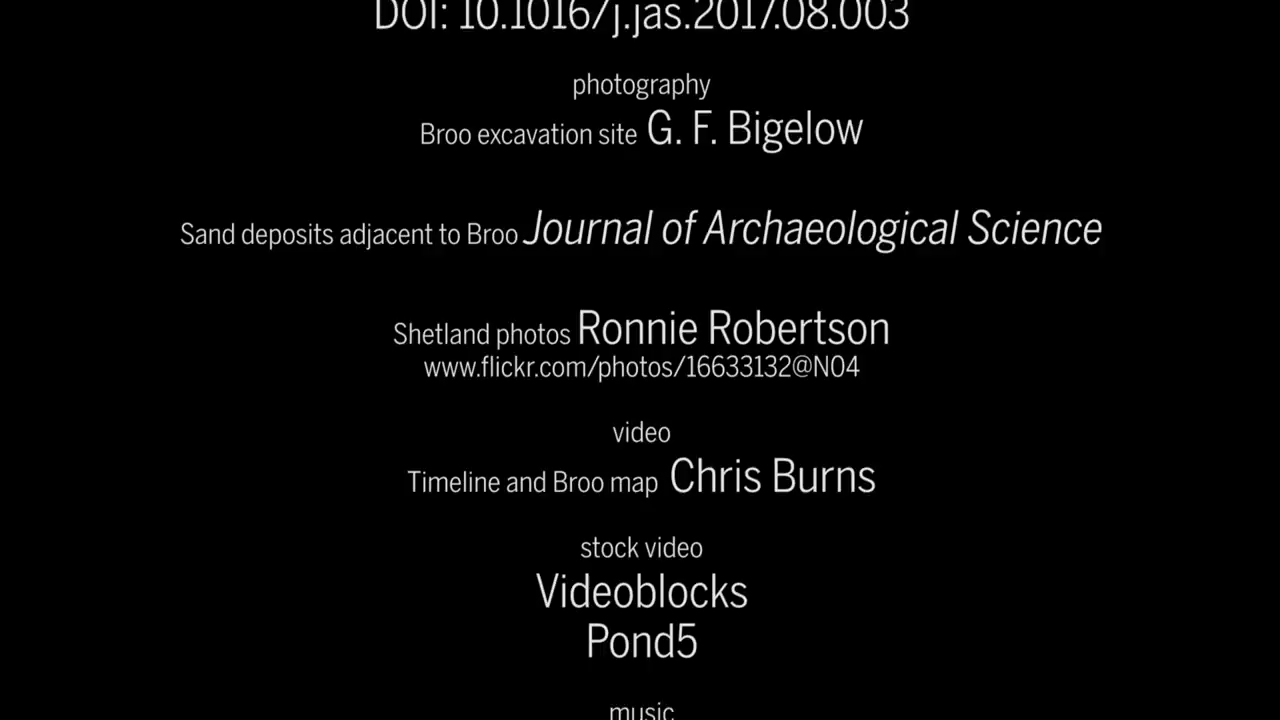 DOI: 10.1016/j.jas.2017.08.003
photography
Broo excavation site G. F. Bigelow
Sand deposits adjacent to Broo Journal of Archaeological Science
Shetland photos Ronnie Robertson
www.flickr.com/photos/16633132@N04
video
Timeline and Broo map Chris Burns
stock video
Videoblocks
Pond5
music